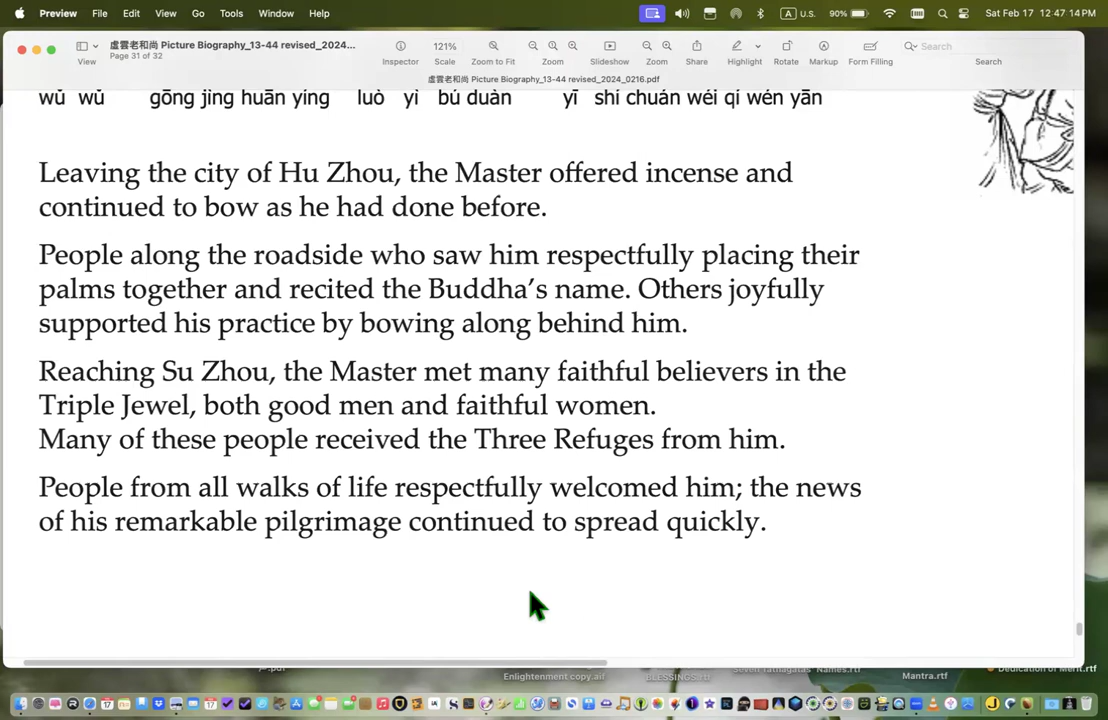 Preview File Edit View Go Tools Window Help A U.S. 90% Sat Feb 17 12:47:14 PM
虛雲老和尚 Picture Biography_13-44 revised_2024...
Page 31 of 32
121%
Search
View Inspector Scale Zoom to Fit Zoom Slideshow Zoom Share Highlight Rotate Markup Form Filling Search
虛雲老和尚 Picture Biography_13-44 revised_2024_0216.pdf
wǔ wǔ gōng jìng huān yíng luò yì bú duàn yī shí chuán wéi qí wén yān
Leaving the city of Hu Zhou, the Master offered incense and
continued to bow as he had done before.
People along the roadside who saw him respectfully placing their
palms together and recited the Buddha’s name. Others joyfully
supported his practice by bowing along behind him.
Reaching Su Zhou, the Master met many faithful believers in the
Triple Jewel, both good men and faithful women.
Many of these people received the Three Refuges from him.
People from all walks of life respectfully welcomed him; the news
of his remarkable pilgrimage continued to spread quickly.
Enlightenment copy.aif
Mantra.rtf